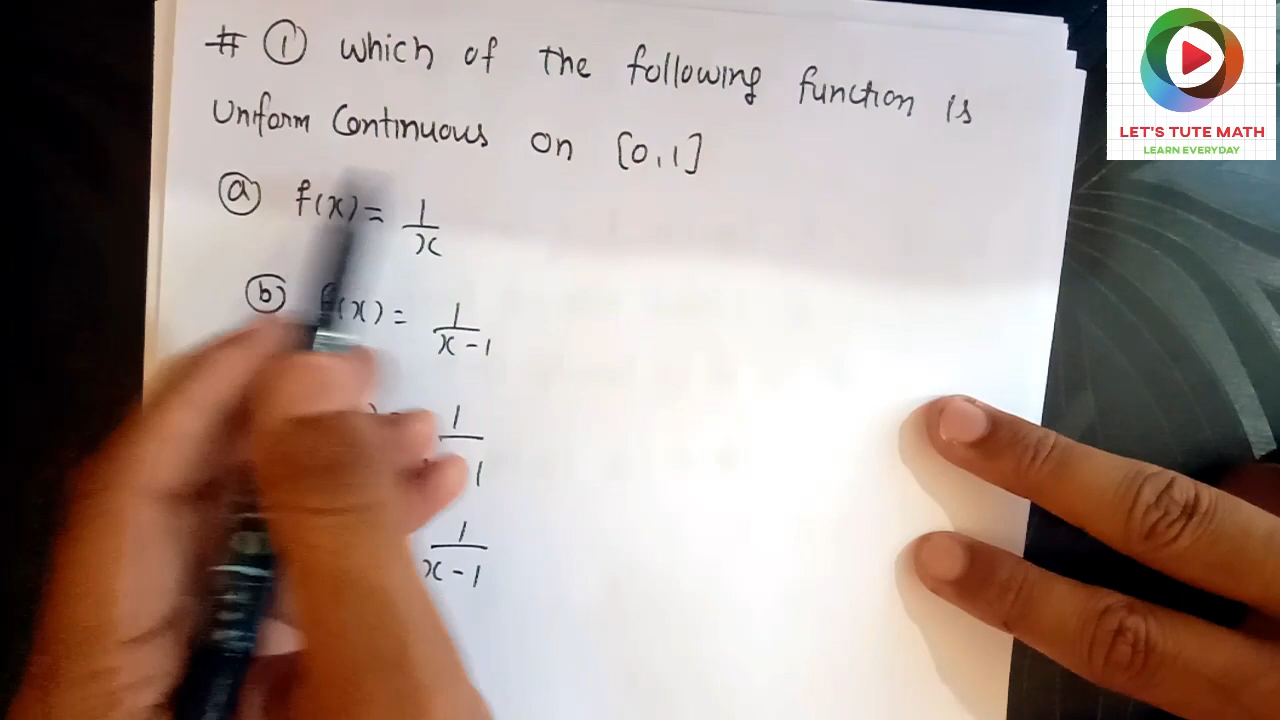 # ① which of the following function is
Uniform Continuous on [0,1]
ⓐ f(x) = 1/x
ⓑ f(x) = 1/(x-1)
1
1
1/(x-1)
LET'S TUTE MATH
LEARN EVERYDAY